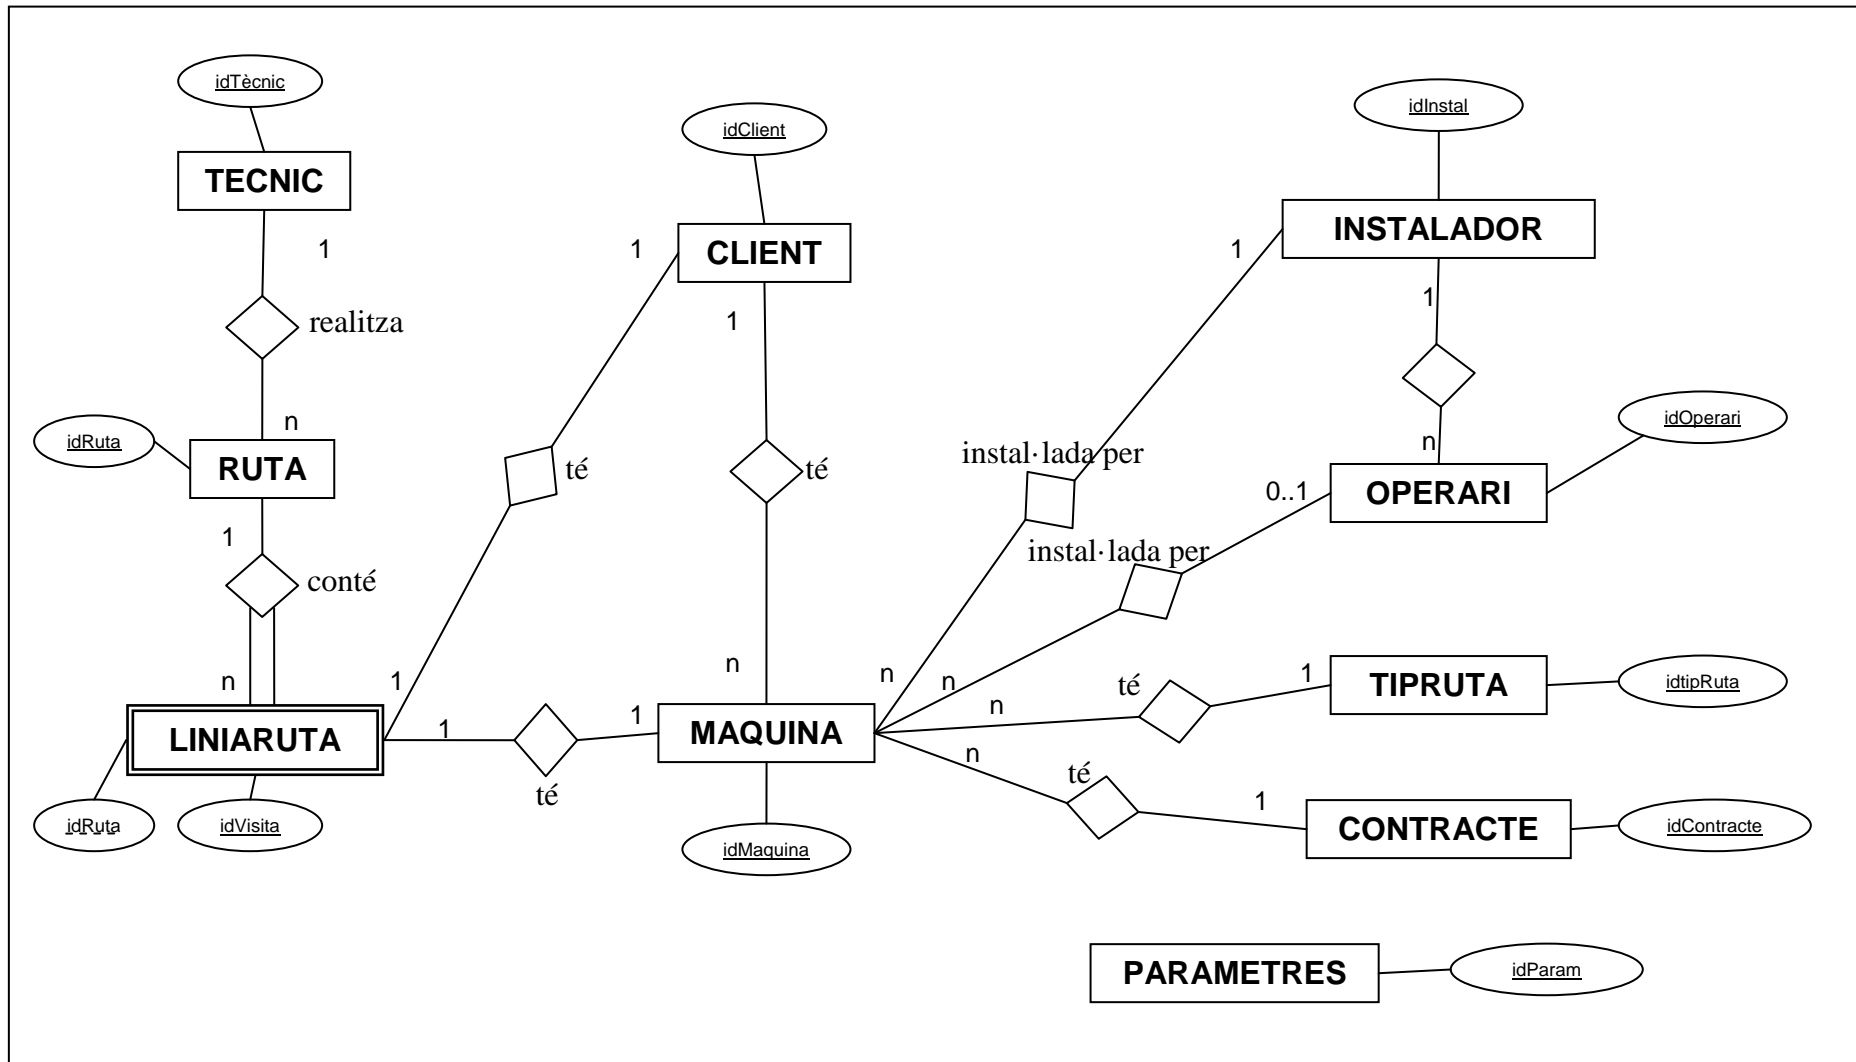 idTècnic
idClient
idInstal
TECNIC
CLIENT
INSTALADOR
1
1
1
1
1
realitza
n
idRuta
RUTA
té
té
instal·lada per
n
idOperari
0..1
OPERARI
1
conté
instal·lada per
n
1
n
n
n
té
1
TIPRUTA
idtipRuta
LINIARUTA
1
té
1
MAQUINA
n
n
té
1
CONTRACTE
idContracte
idRuta
idVisita
idMaquina
PARAMETRES
idParam